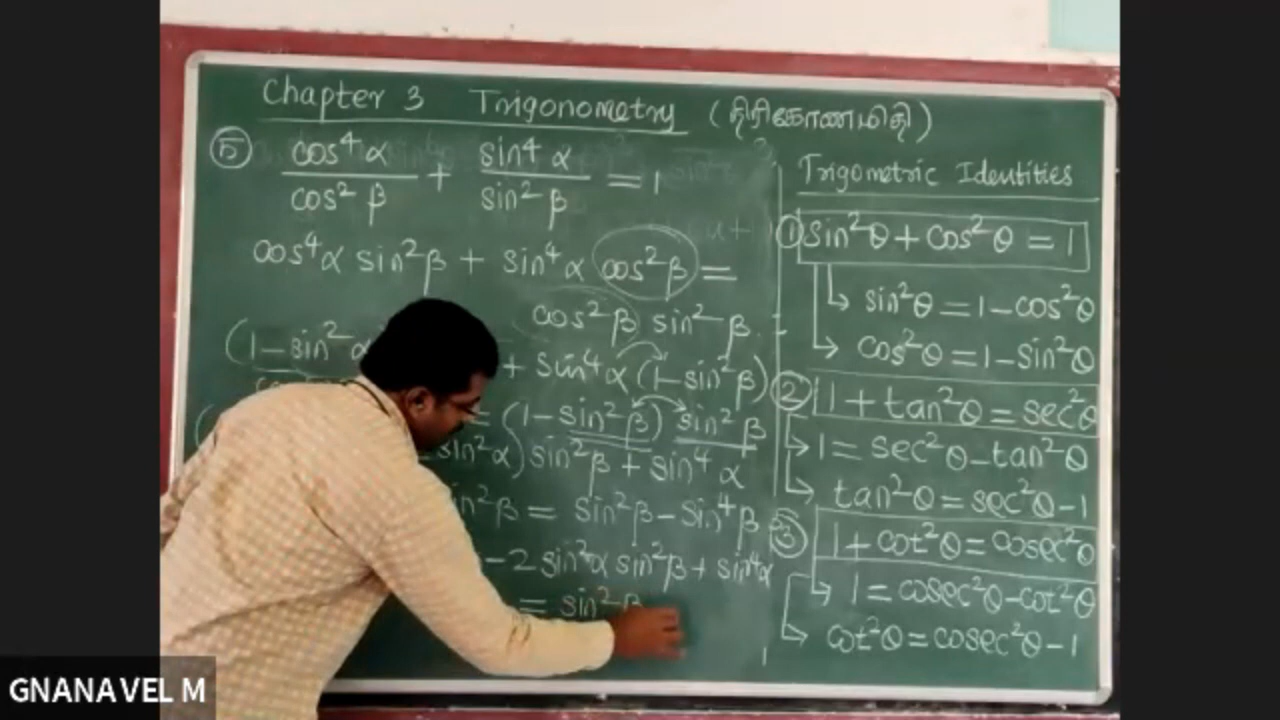 Chapter 3 Trigonometry (திரிகோணமிதி)
⑤ cos⁴α / cos²β + sin⁴α / sin²β = 1
cos⁴α sin²β + sin⁴α cos²β =
cos²β sin²β
(1-sin²α + sin⁴α (1-sin²β)
= (1-sin²β) sin²β
sin²α) sin²β + sin⁴α
sin²β = sin²β - sin⁴β
-2 sin²α sin²β + sin⁴α
= sin²β
Trigometric Identities
① sin²θ + cos²θ = 1
sin²θ = 1-cos²θ
cos²θ = 1-sin²θ
② 1 + tan²θ = sec²θ
1 = sec²θ-tan²θ
tan²θ = sec²θ-1
③ 1 + cot²θ = cosec²θ
1 = cosec²θ-cot²θ
cot²θ = cosec²θ-1
GNANAVEL M